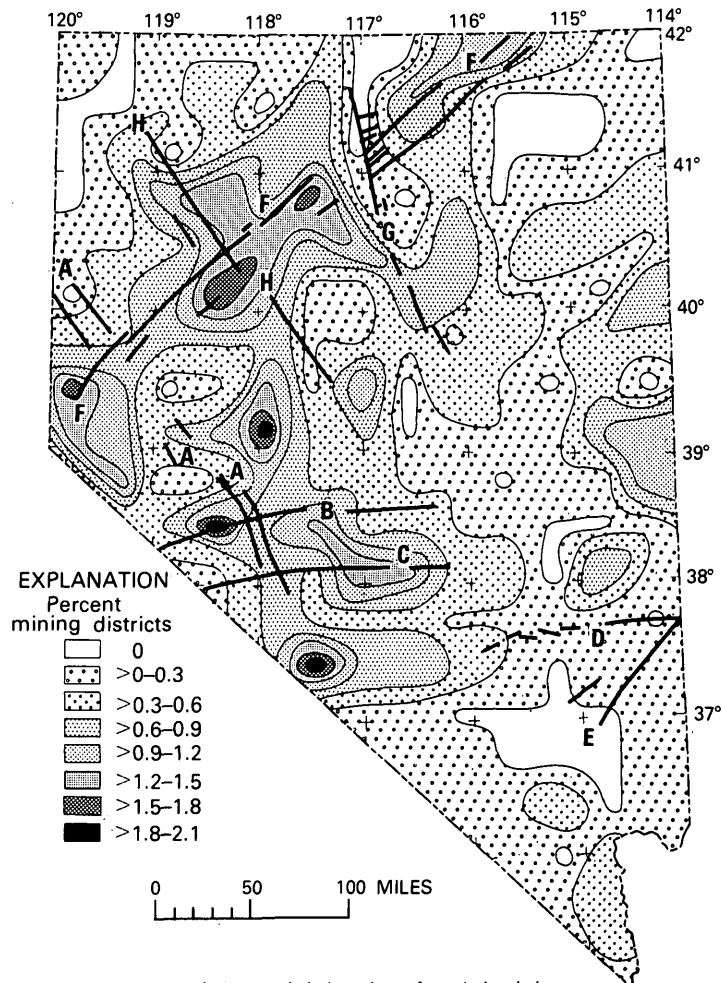 120° 119° 118° 117° 116° 115° 114°
42°
F
H
41°
F
G
A
H
40°
F
39°
A
A
B
C
EXPLANATION
38°
Percent
mining districts
0
>0–0.3
D
>0.3–0.6
>0.6–0.9
37°
E
>0.9–1.2
>1.2–1.5
>1.5–1.8
>1.8–2.1
0 50 100 MILES